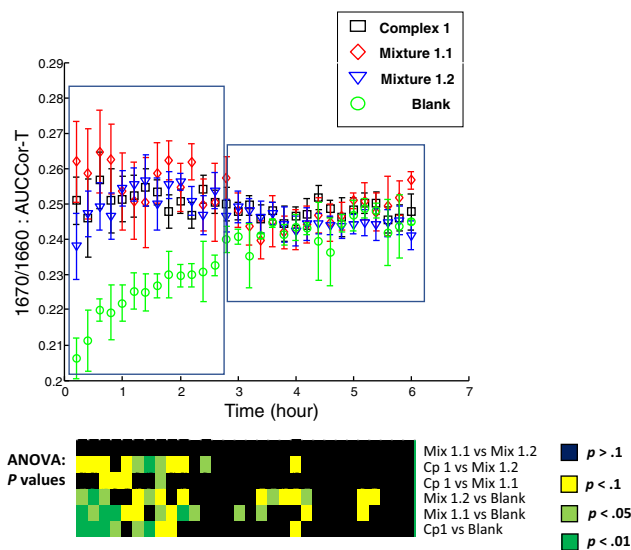 Complex 1
Mixture 1.1
Mixture 1.2
Blank
0.29
0.28
0.27
0.26
0.25
0.24
0.23
0.22
0.21
0.2
1670/1660 : AUCCor-T
0 1 2 3 4 5 6 7
Time (hour)
ANOVA:
P values
Mix 1.1 vs Mix 1.2
Cp 1 vs Mix 1.2
Cp 1 vs Mix 1.1
Mix 1.2 vs Blank
Mix 1.1 vs Blank
Cp1 vs Blank
p > .1
p < .1
p < .05
p < .01